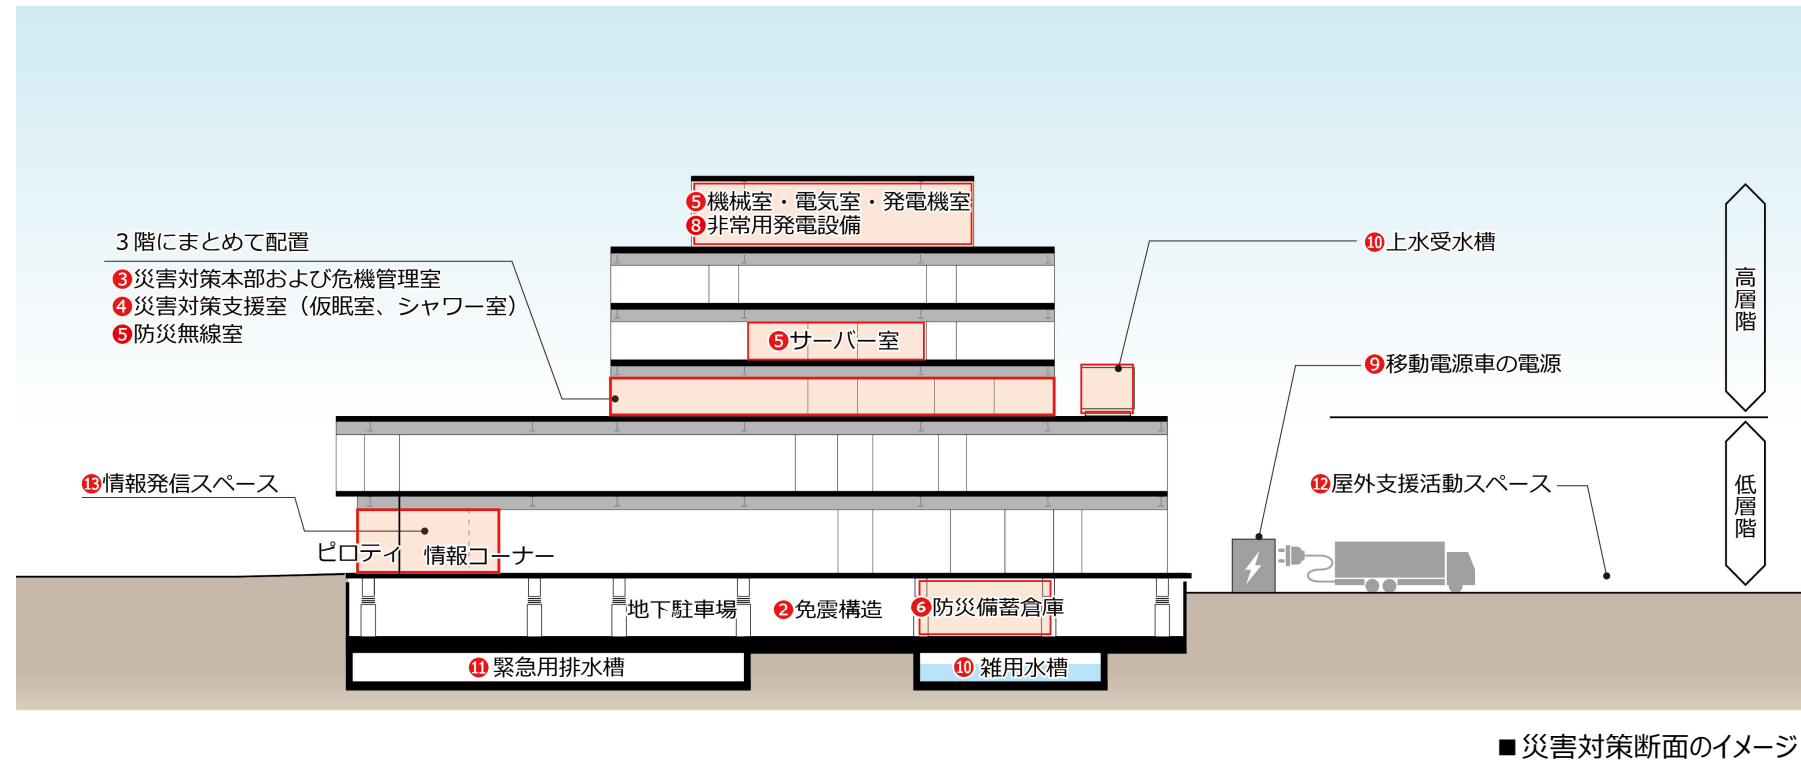 ❺機械室・電気室・発電機室
❽非常用発電設備
３階にまとめて配置
❸災害対策本部および危機管理室
❹災害対策支援室（仮眠室、シャワー室）
❺防災無線室
❿上水受水槽
高層階
❺サーバー室
❾移動電源車の電源
⓭情報発信スペース
⓬屋外支援活動スペース
低層階
ピロティ
情報コーナー
地下駐車場
❷免震構造
❻防災備蓄倉庫
⓫緊急用排水槽
❿雑用水槽
■災害対策断面のイメージ